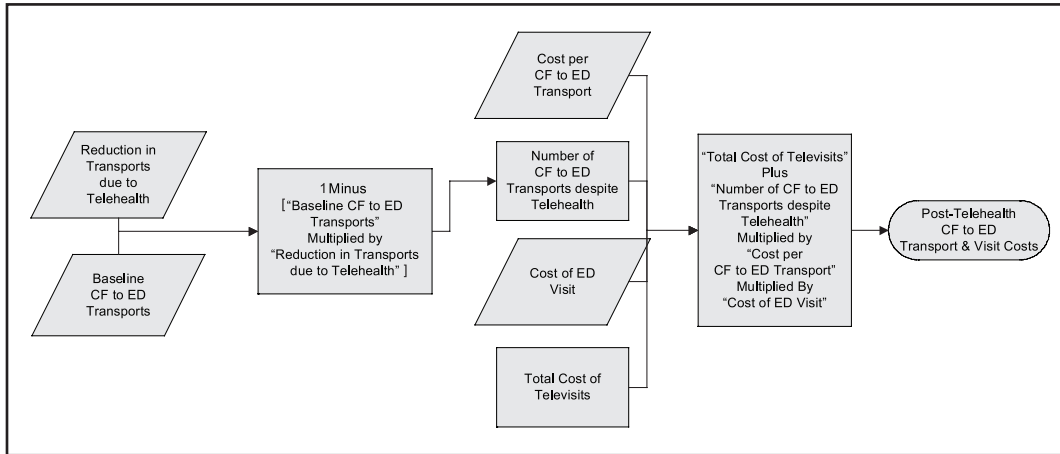 Reduction in
Transports
due to
Telehealth
Baseline
CF to ED
Transports
1 Minus
[ "Baseline CF to ED
Transports"
Multiplied by
"Reduction in Transports
due to Telehealth" ]
Cost per
CF to ED
Transport
Number of
CF to ED
Transports despite
Telehealth
Cost of ED
Visit
Total Cost of
Televisits
"Total Cost of Televisits"
Plus
"Number of CF to ED
Transports despite
Telehealth"
Multiplied by
"Cost per
CF to ED Transport"
Multiplied By
"Cost of ED Visit"
Post-Telehealth
CF to ED
Transport & Visit Costs